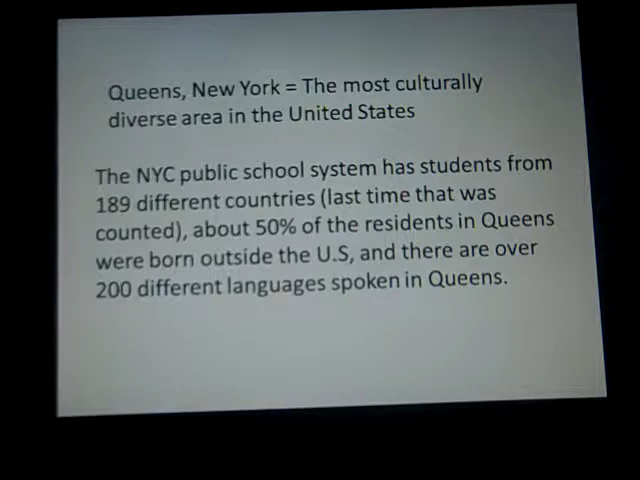 Queens, New York = The most culturally
diverse area in the United States
The NYC public school system has students from
189 different countries (last time that was
counted), about 50% of the residents in Queens
were born outside the U.S, and there are over
200 different languages spoken in Queens.